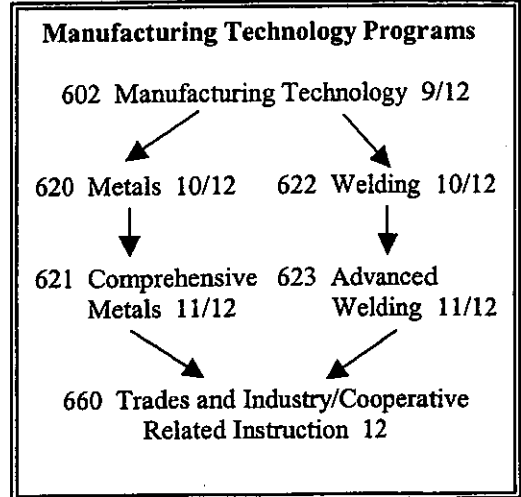 Manufacturing Technology Programs
602 Manufacturing Technology 9/12
620 Metals 10/12 622 Welding 10/12
621 Comprehensive 623 Advanced
Metals 11/12 Welding 11/12
660 Trades and Industry/Cooperative
Related Instruction 12